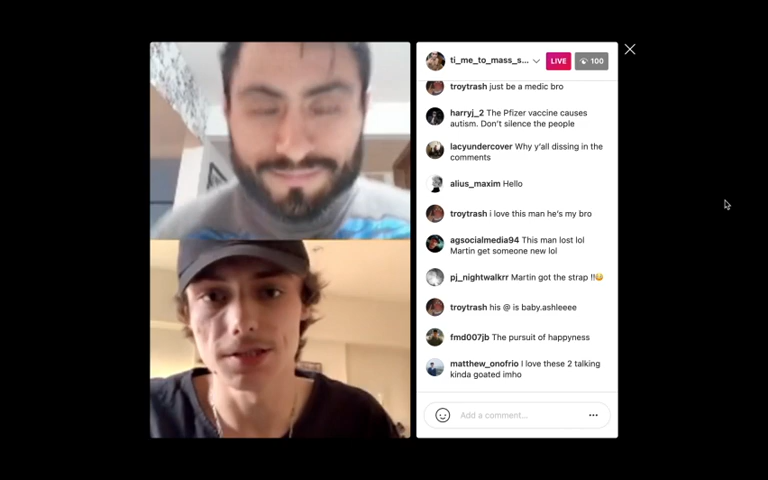 ti_me_to_mass_s...
LIVE
100
troytrash just be a medic bro
harryj_2 The Pfizer vaccine causes
autism. Don't silence the people
lacyundercover Why y'all dissing in the
comments
alius_maxim Hello
troytrash i love this man he's my bro
agsocialmedia94 This man lost lol
Martin get someone new lol
pj_nightwalkrr Martin got the strap !!😳
troytrash his @ is baby.ashleeee
fmd007jb The pursuit of happyness
matthew_onofrio I love these 2 talking
kinda goated imho
Add a comment...